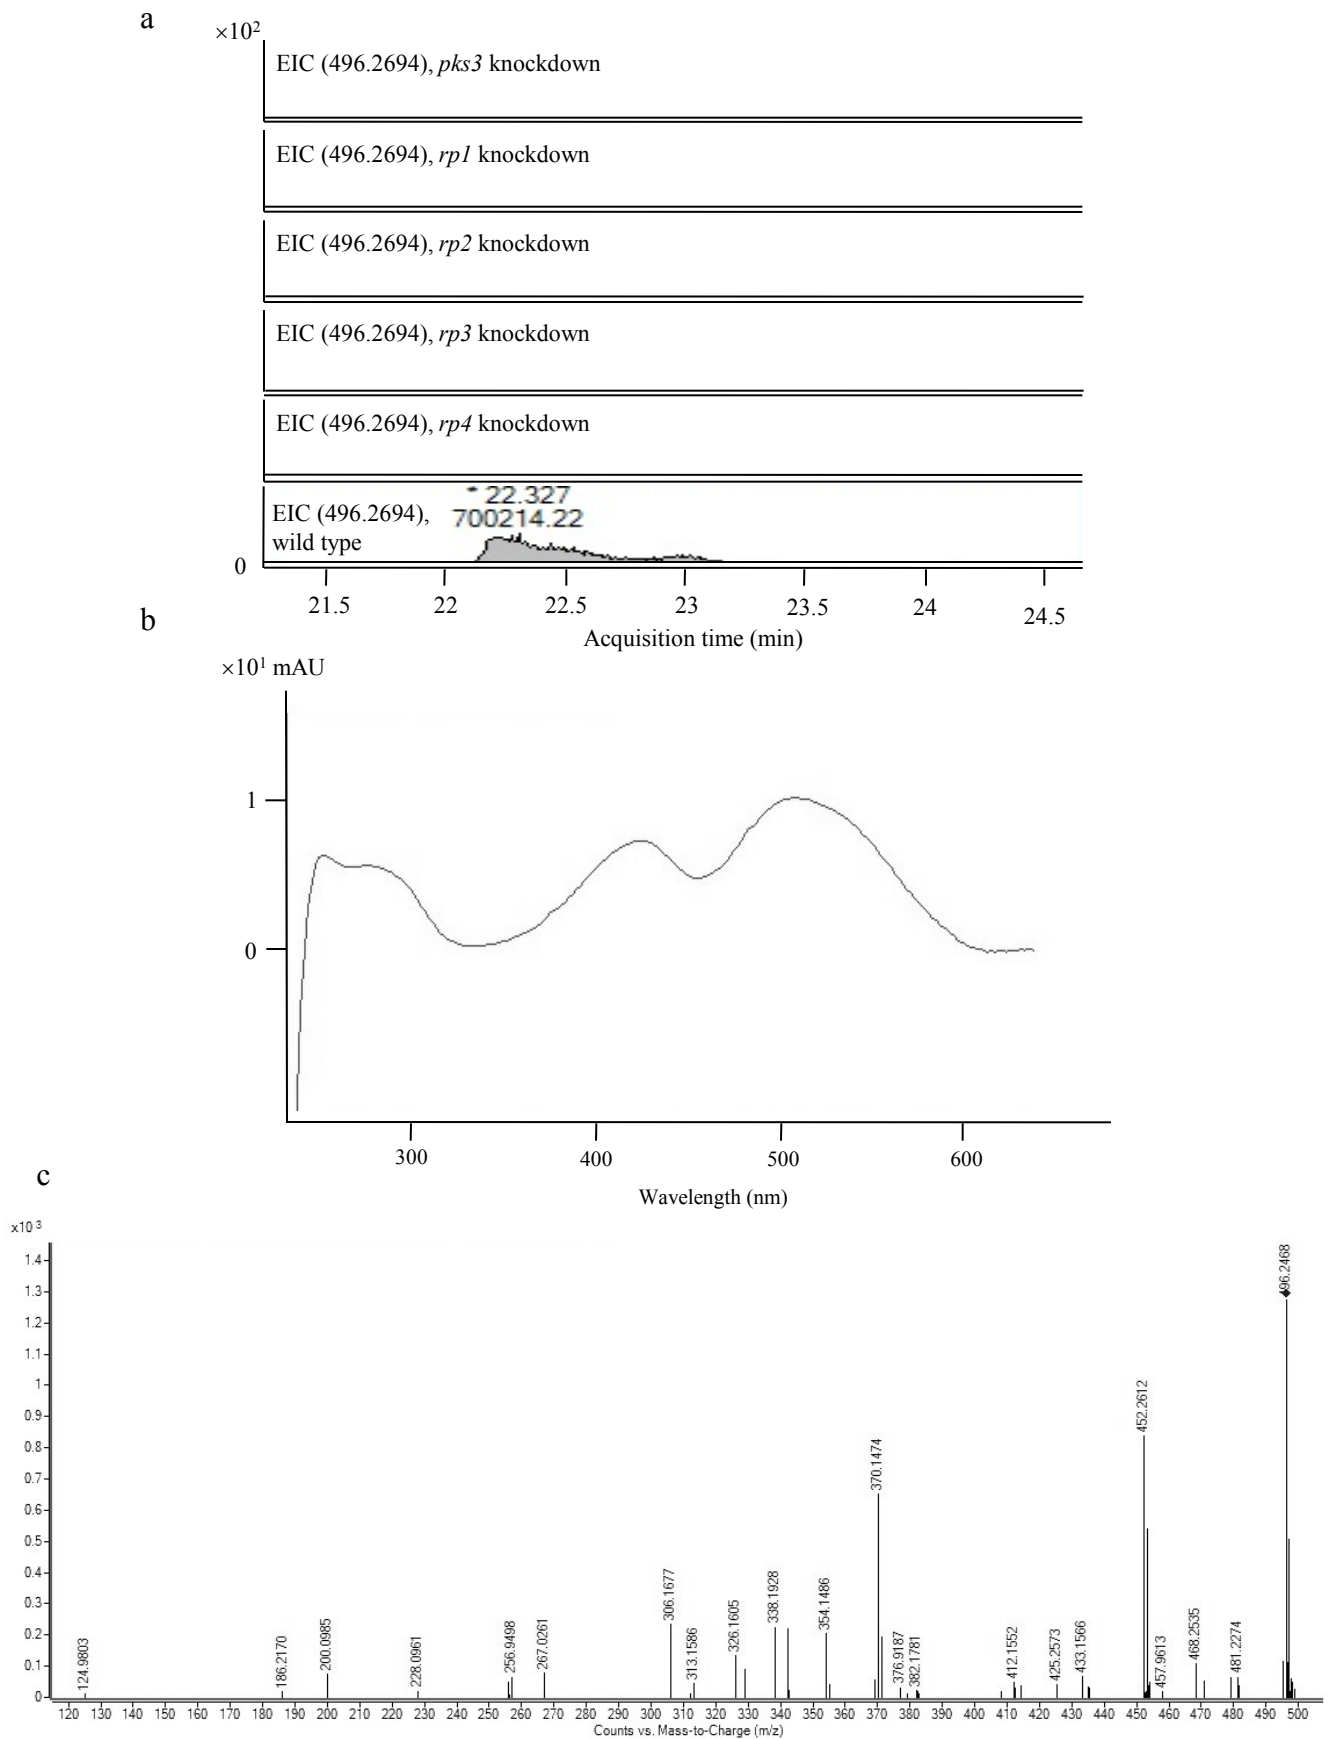 a
×10²
EIC (496.2694), pks3 knockdown
EIC (496.2694), rp1 knockdown
EIC (496.2694), rp2 knockdown
EIC (496.2694), rp3 knockdown
EIC (496.2694), rp4 knockdown
* 22.327
700214.22
EIC (496.2694),
wild type
0
21.5 22 22.5 23 23.5 24 24.5
Acquisition time (min)
b
×10¹ mAU
1
0
300 400 500 600
Wavelength (nm)
c
x10 3
1.4
1.3
1.2
1.1
1
0.9
0.8
0.7
0.6
0.5
0.4
0.3
0.2
0.1
0
124.9803
186.2170
200.0985
228.0961
256.9498
267.0261
306.1677
313.1586
326.1605
338.1928
354.1486
370.1474
376.9187
382.1781
412.1552
425.2573
433.1566
452.2612
457.9613
468.2535
481.2274
496.2468
120 130 140 150 160 170 180 190 200 210 220 230 240 250 260 270 280 290 300 310 320 330 340 350 360 370 380 390 400 410 420 430 440 450 460 470 480 490 500
Counts vs. Mass-to-Charge (m/z)